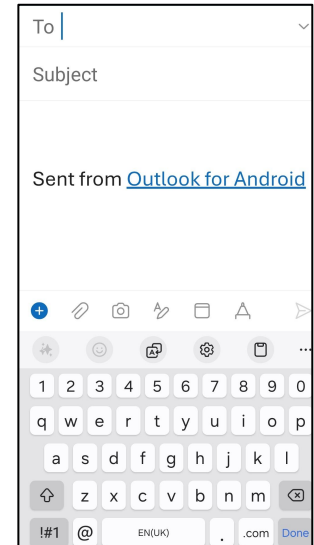 To
Subject
Sent from Outlook for Android
1 2 3 4 5 6 7 8 9 0
q w e r t y u i o p
a s d f g h j k l
z x c v b n m
!#1 @ EN(UK) . .com Done